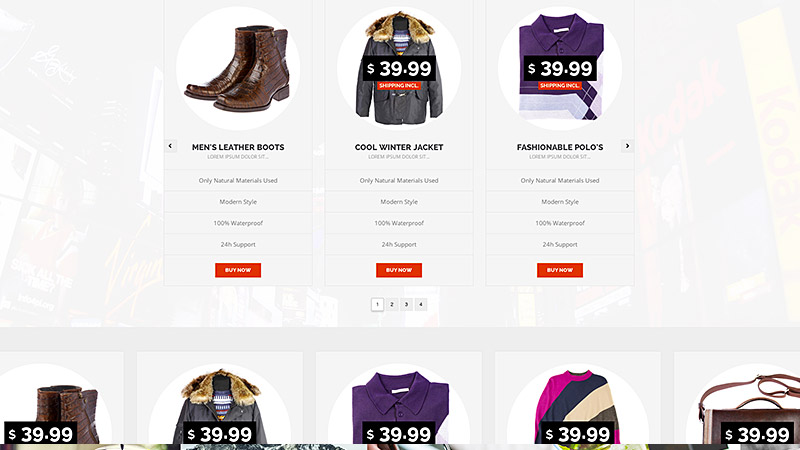 $ 39.99
SHIPPING INCL.
$ 39.99
SHIPPING INCL.
MEN'S LEATHER BOOTS
LOREM IPSUM DOLOR SIT...
Only Natural Materials Used
Modern Style
100% Waterproof
24h Support
BUY NOW
COOL WINTER JACKET
LOREM IPSUM DOLOR SIT...
Only Natural Materials Used
Modern Style
100% Waterproof
24h Support
BUY NOW
FASHIONABLE POLO'S
LOREM IPSUM DOLOR SIT...
Only Natural Materials Used
Modern Style
100% Waterproof
24h Support
BUY NOW
1 2 3 4
$ 39.99
$ 39.99
$ 39.99
$ 39.99
$ 39.99